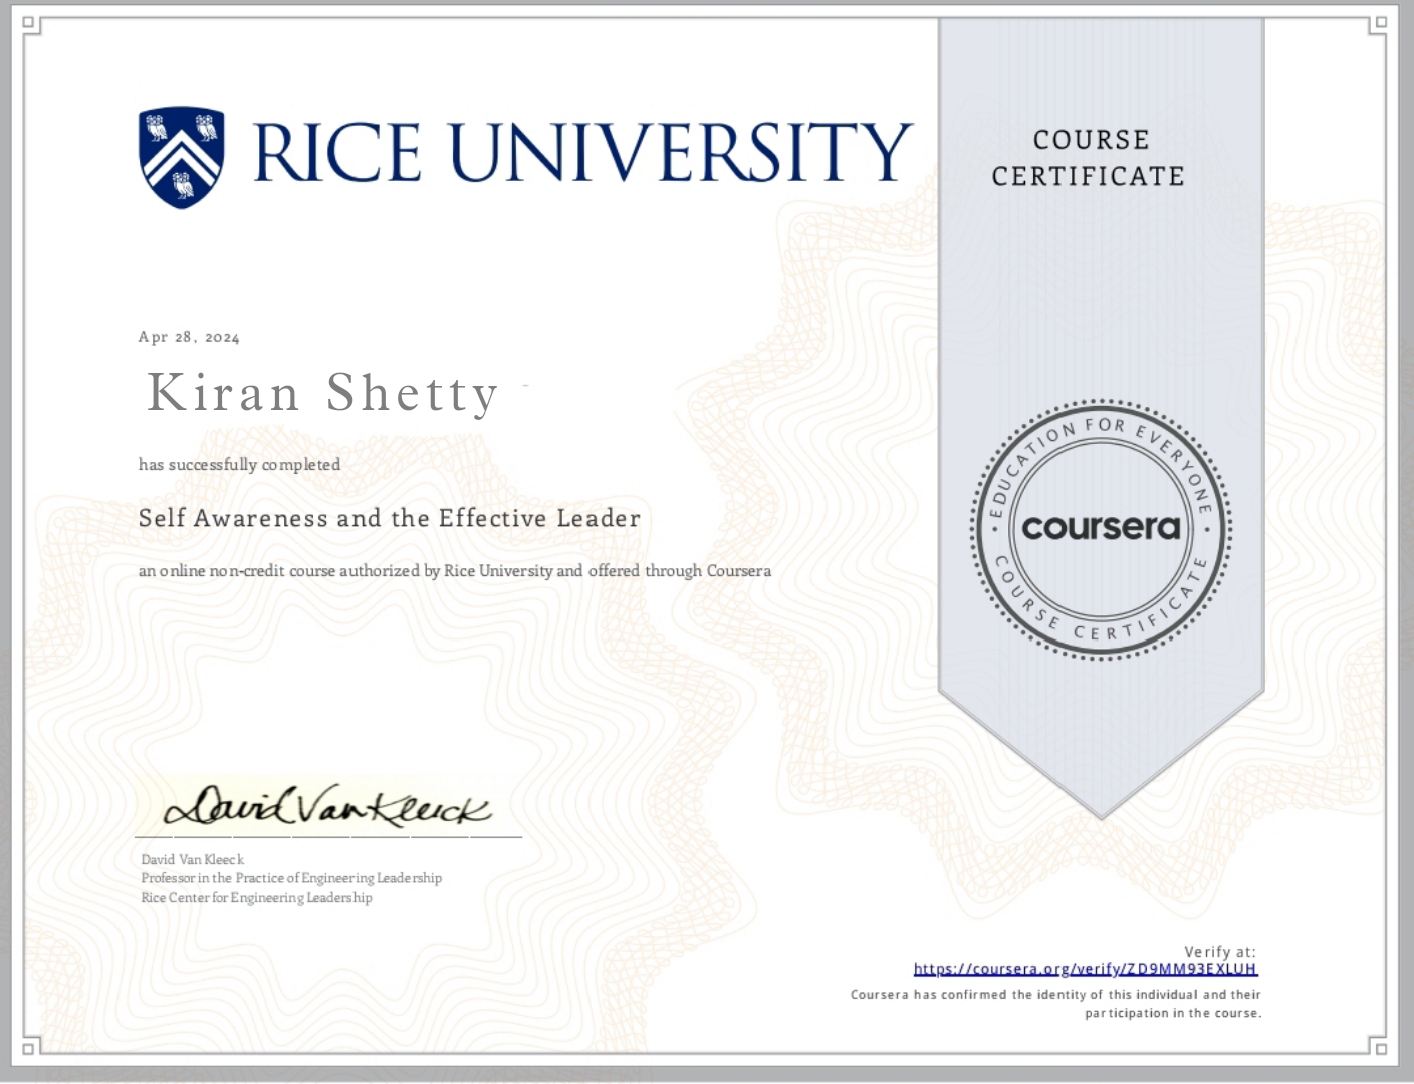 RICE UNIVERSITY
COURSE
CERTIFICATE
Apr 28, 2024
Kiran Shetty
has successfully completed
Self Awareness and the Effective Leader
an online non-credit course authorized by Rice University and offered through Coursera
EDUCATION FOR EVERYONE
coursera
COURSE CERTIFICATE
David Van Kleeck
David Van Kleeck
Professor in the Practice of Engineering Leadership
Rice Center for Engineering Leadership
Verify at:
https://coursera.org/verify/ZD9MM93EXLUH
Coursera has confirmed the identity of this individual and their
participation in the course.